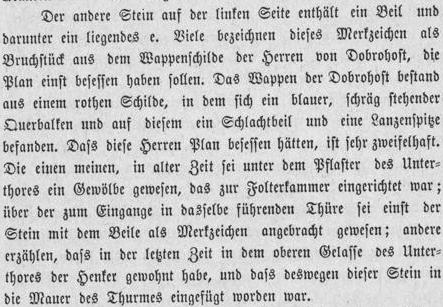 Der andere Stein auf der linken Seite enthält ein Beil und
darunter ein liegendes e. Viele bezeichnen dieses Merkzeichen als
Bruchstück aus dem Wappenschilde der Herren von Dobrohost, die
Plan einst besessen haben sollen. Das Wappen der Dobrohost bestand
aus einem rothen Schilde, in dem sich ein blauer, schräg stehender
Querbalken und auf diesem ein Schlachtbeil und eine Lanzenspitze
befanden. Dass diese Herren Plan besessen hätten, ist sehr zweifelhaft.
Die einen meinen, in alter Zeit sei unter dem Pflaster des Unter-
thores ein Gewölbe gewesen, das zur Folterkammer eingerichtet war;
über der zum Eingange in dasselbe führenden Thüre sei einst der
Stein mit dem Beile als Merkzeichen angebracht gewesen; andere
erzählen, dass in der letzten Zeit in dem oberen Gelasse des Unter-
thores der Henker gewohnt habe, und dass deswegen dieser Stein in
die Mauer des Thurmes eingefügt worden war.